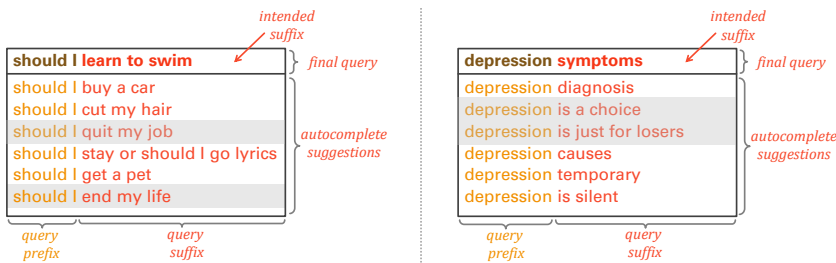 intended
suffix
should I learn to swim
final query
should I buy a car
should I cut my hair
should I quit my job
should I stay or should I go lyrics
should I get a pet
should I end my life
autocomplete
suggestions
query
prefix
query
suffix
intended
suffix
depression symptoms
final query
depression diagnosis
depression is a choice
depression is just for losers
depression causes
depression temporary
depression is silent
autocomplete
suggestions
query
prefix
query
suffix